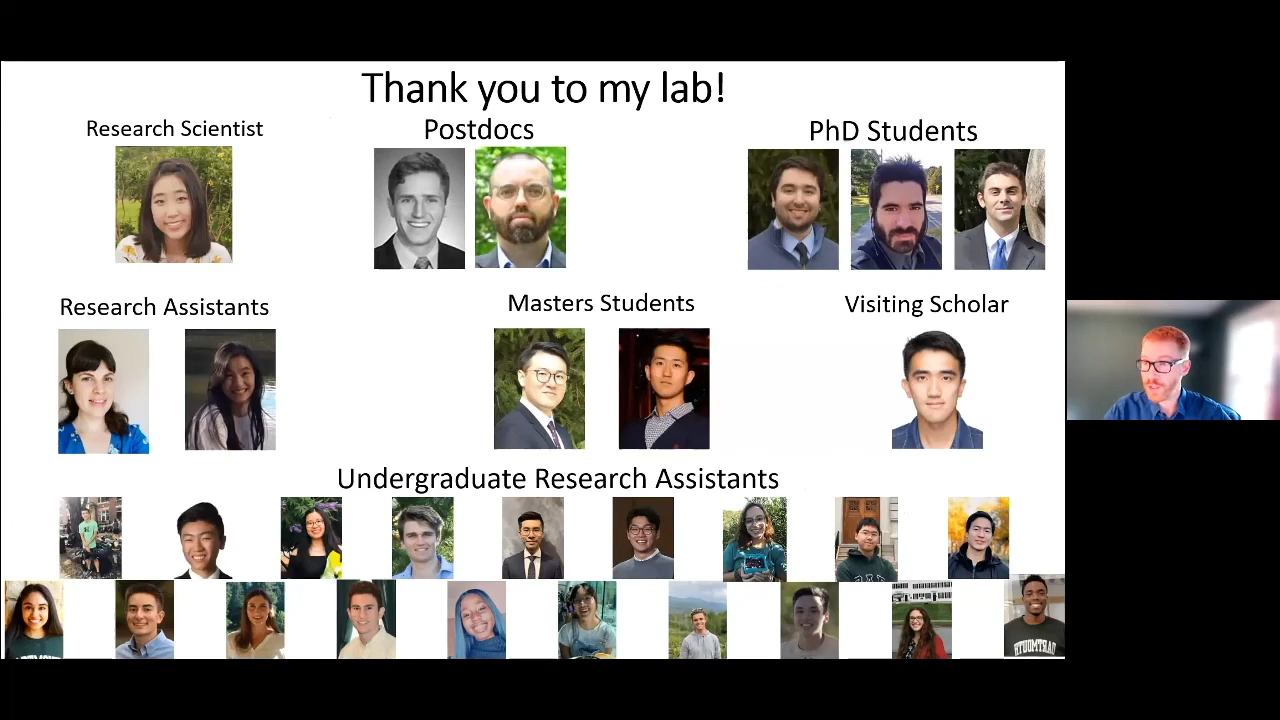 Thank you to my lab!
Research Scientist
Postdocs
PhD Students
Research Assistants
Masters Students
Visiting Scholar
Undergraduate Research Assistants
DARTMOUTH